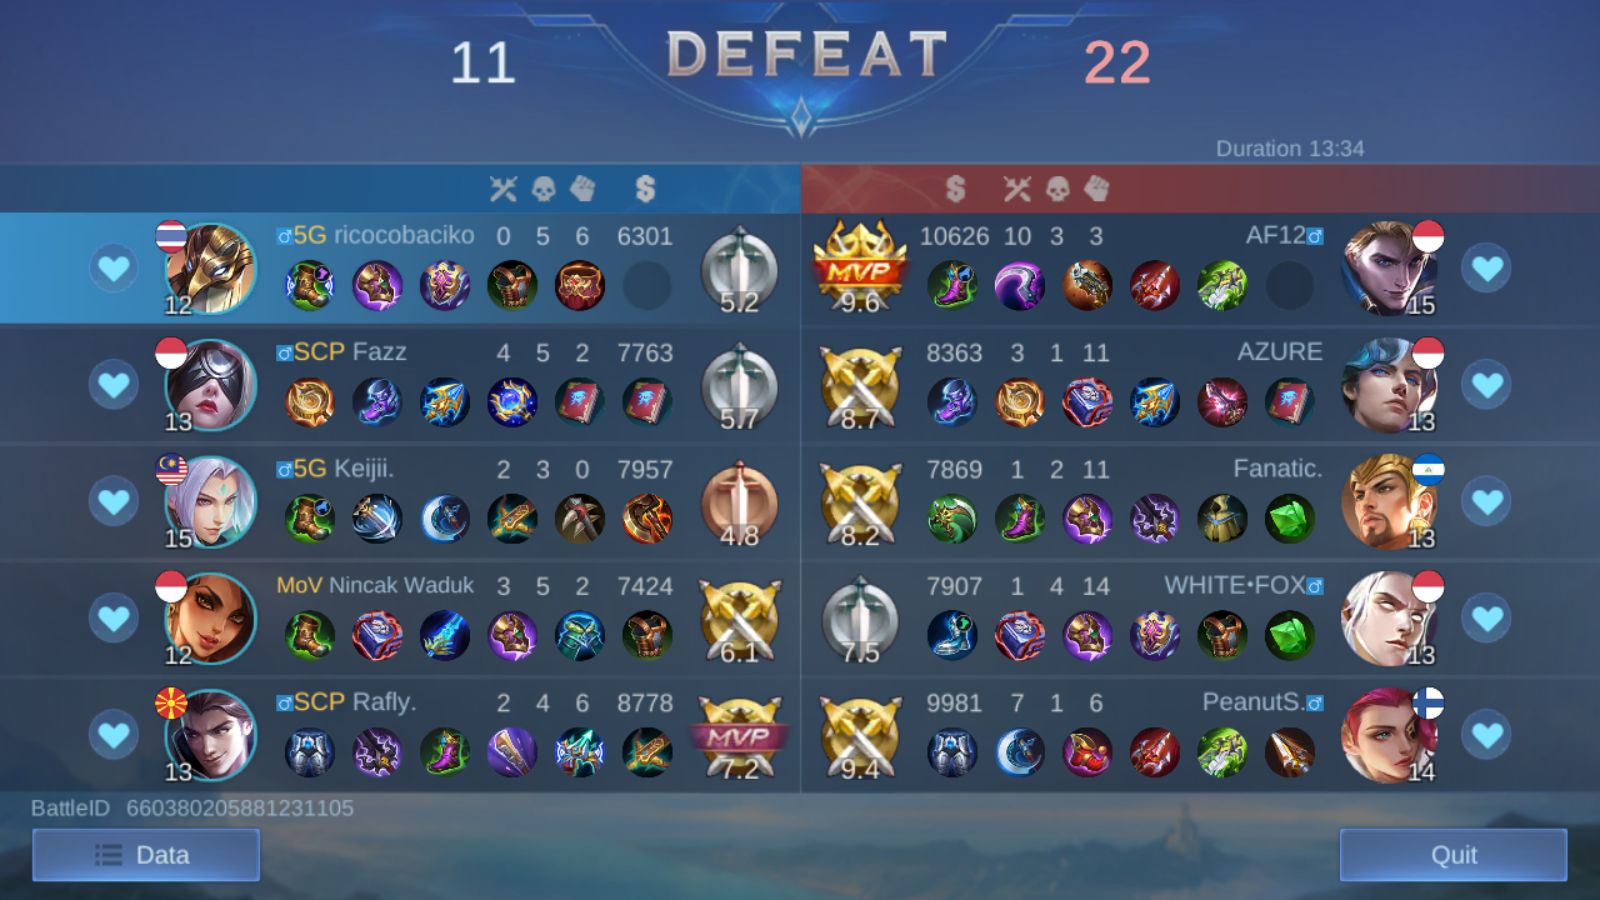 11 DEFEAT 22
Duration 13:34
5G ricocobaciko 0 5 6 6301
12 5.2
MVP 9.6 10626 10 3 3 AF12
15
SCP Fazz 4 5 2 7763
13 5.7
8.7 8363 3 1 11 AZURE
13
5G Keijii. 2 3 0 7957
15 4.8
8.2 7869 1 2 11 Fanatic.
13
MoV Nincak Waduk 3 5 2 7424
12 6.1
7.5 7907 1 4 14 WHITE•FOX
13
SCP Rafly. 2 4 6 8778
13 MVP 7.2
9.4 9981 7 1 6 PeanutS.
14
BattleID 660380205881231105
Data
Quit